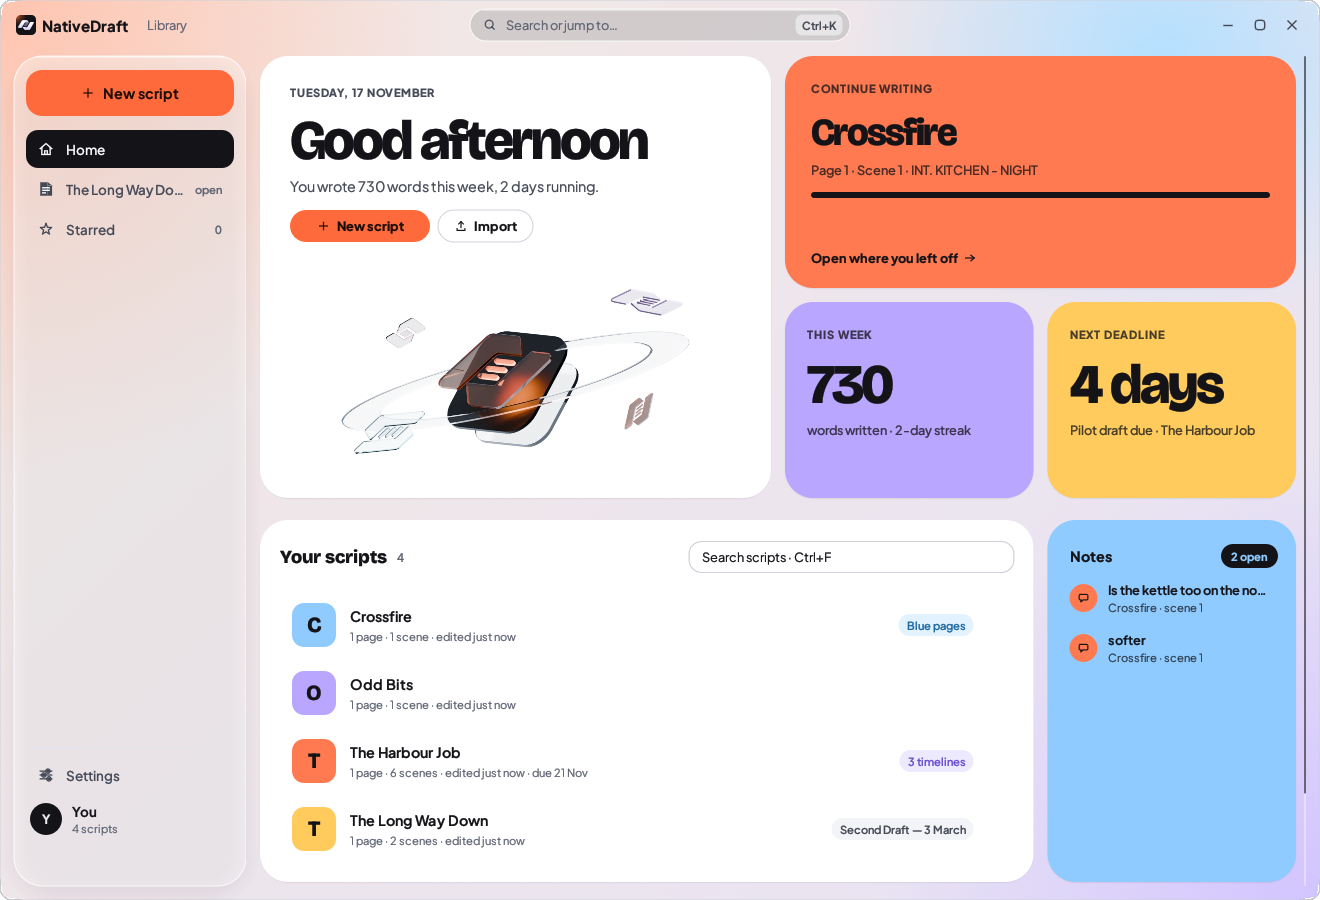 NativeDraft
Library
Search or jump to...
Ctrl+K
New script
Home
The Long Way Do...
open
Starred
0
Settings
Y
You
4 scripts
TUESDAY, 17 NOVEMBER
Good afternoon
You wrote 730 words this week, 2 days running.
New script
Import
CONTINUE WRITING
Crossfire
Page 1 · Scene 1 · INT. KITCHEN - NIGHT
Open where you left off →
THIS WEEK
730
words written · 2-day streak
NEXT DEADLINE
4 days
Pilot draft due · The Harbour Job
Your scripts 4
Search scripts · Ctrl+F
C
Crossfire
1 page · 1 scene · edited just now
Blue pages
O
Odd Bits
1 page · 1 scene · edited just now
T
The Harbour Job
1 page · 6 scenes · edited just now · due 21 Nov
3 timelines
T
The Long Way Down
1 page · 2 scenes · edited just now
Second Draft — 3 March
Notes
2 open
Is the kettle too on the no...
Crossfire · scene 1
softer
Crossfire · scene 1